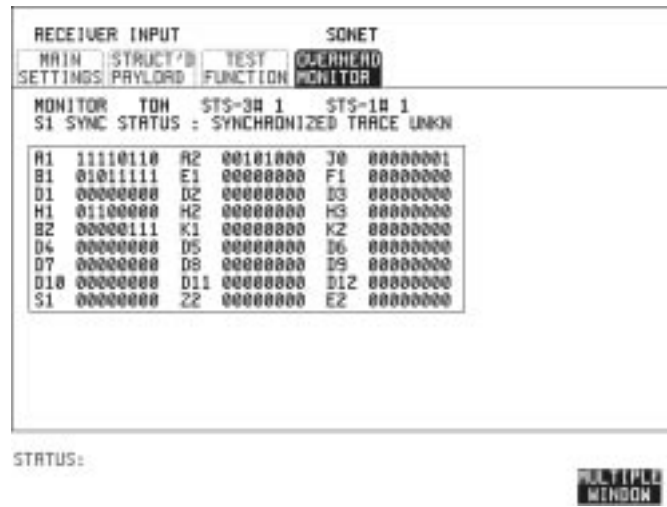 RECEIVER INPUT SONET
MAIN SETTINGS STRUCT'D PAYLOAD TEST FUNCTION OVERHEAD MONITOR
MONITOR TOH STS-3# 1 STS-1# 1
S1 SYNC STATUS : SYNCHRONIZED TRACE UNKN
A1 11110110 A2 00101000 J0 00000001
B1 01011111 E1 00000000 F1 00000000
D1 00000000 D2 00000000 D3 00000000
H1 01100000 H2 00000000 H3 00000000
B2 00000111 K1 00000000 K2 00000000
D4 00000000 D5 00000000 D6 00000000
D7 00000000 D8 00000000 D9 00000000
D10 00000000 D11 00000000 D12 00000000
S1 00000000 Z2 00000000 E2 00000000
STATUS:
MULTIPLE
WINDOW